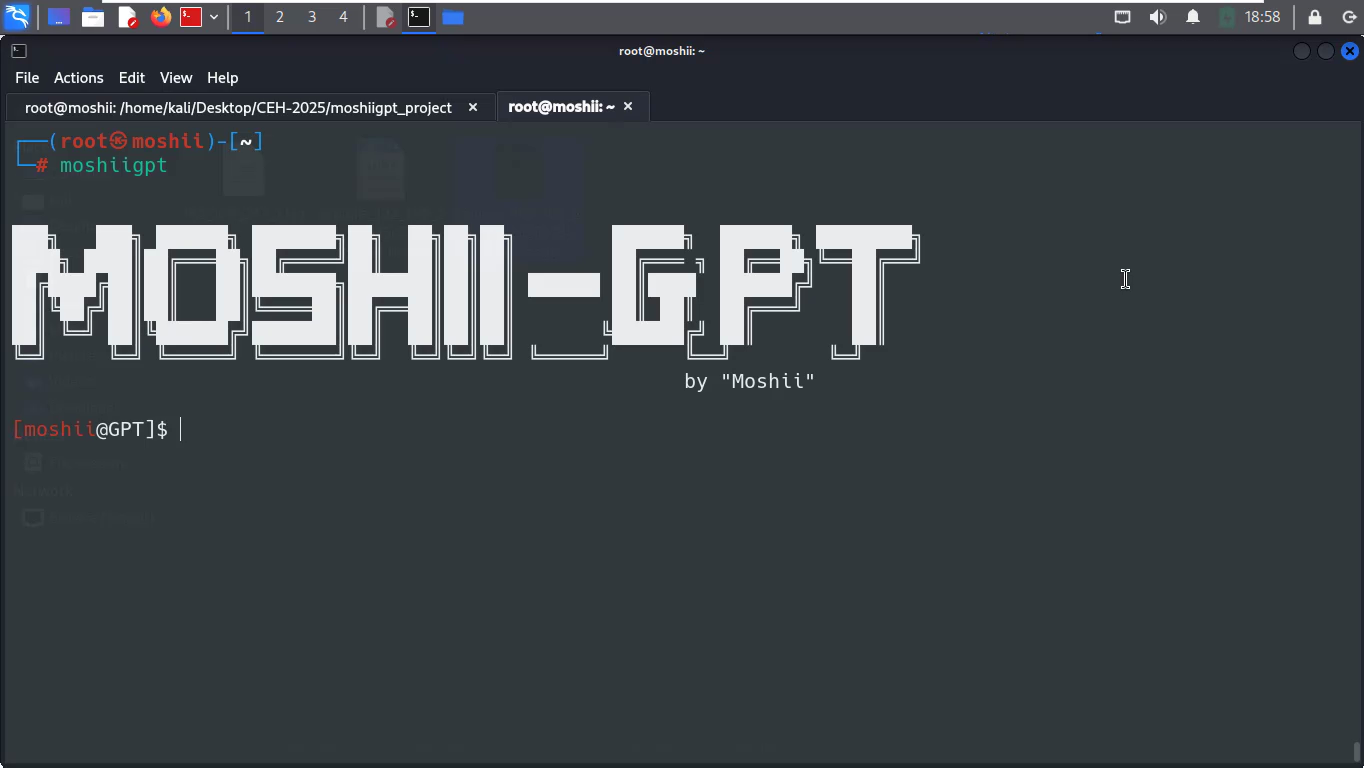 1 2 3 4 18:58
root@moshii: ~
File Actions Edit View Help
root@moshii: /home/kali/Desktop/CEH-2025/moshiigpt_project × root@moshii: ~ ×
┌──(root㉿moshii)-[~]
└─# moshiigpt
MOSHII-GPT
by "Moshii"
[moshii@GPT]$